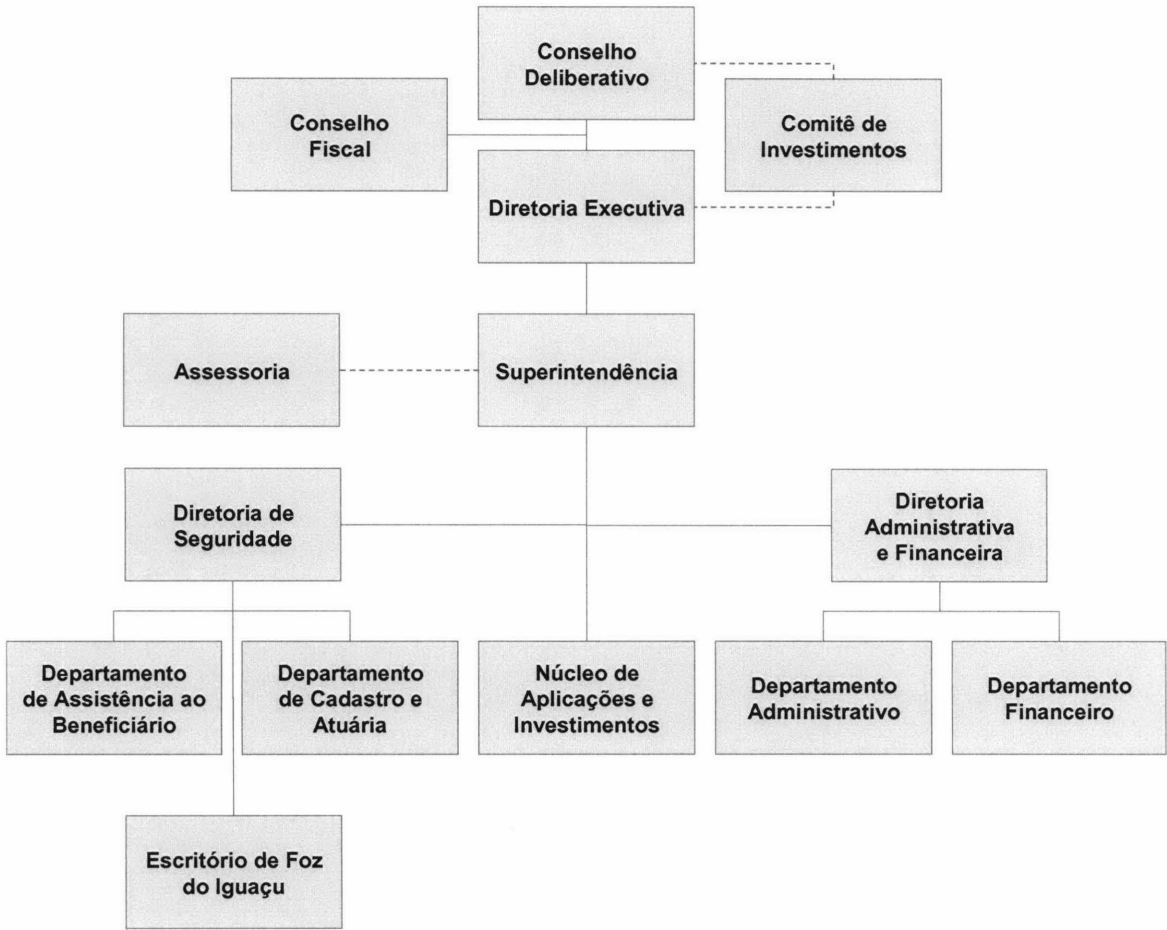 Conselho
Deliberativo
Conselho
Fiscal
Comitê de
Investimentos
Diretoria Executiva
Assessoria
Superintendência
Diretoria de
Seguridade
Diretoria
Administrativa
e Financeira
Departamento
de Assistência ao
Beneficiário
Departamento
de Cadastro e
Atuária
Núcleo de
Aplicações e
Investimentos
Departamento
Administrativo
Departamento
Financeiro
Escritório de Foz
do Iguaçu